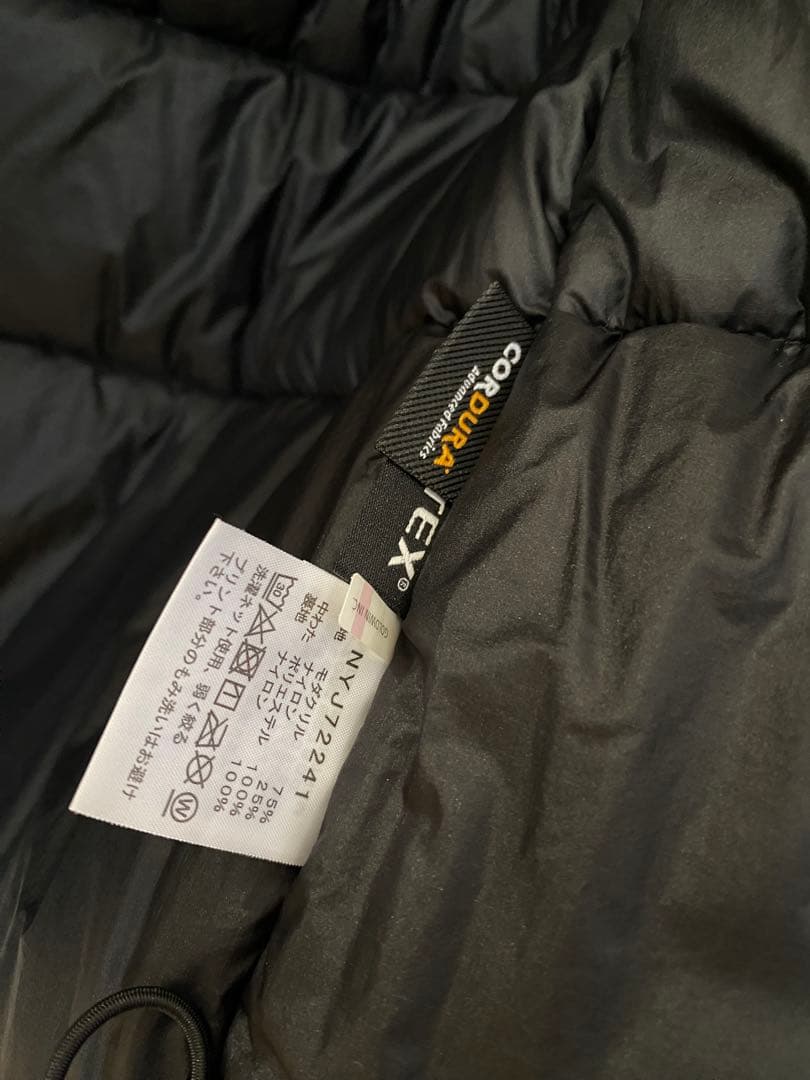 CORDURA
Advanced Fabrics
TEX®
GOLDWIN INC.
NYJ72241
地 モダクリル 75%
ナイロン 25%
中わた ポリエステル 100%
裏地 ナイロン 100%
30
W
洗濯ネット使用、弱く絞る
プリント部分のもみ洗いはお避け
下さい。